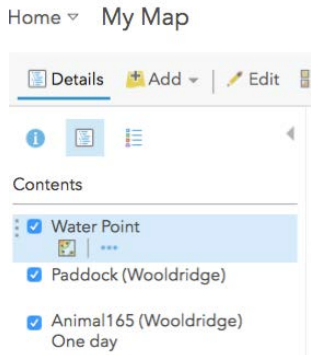 Home My Map
Details Add Edit
Contents
Water Point
Paddock (Wooldridge)
Animal165 (Wooldridge)
One day